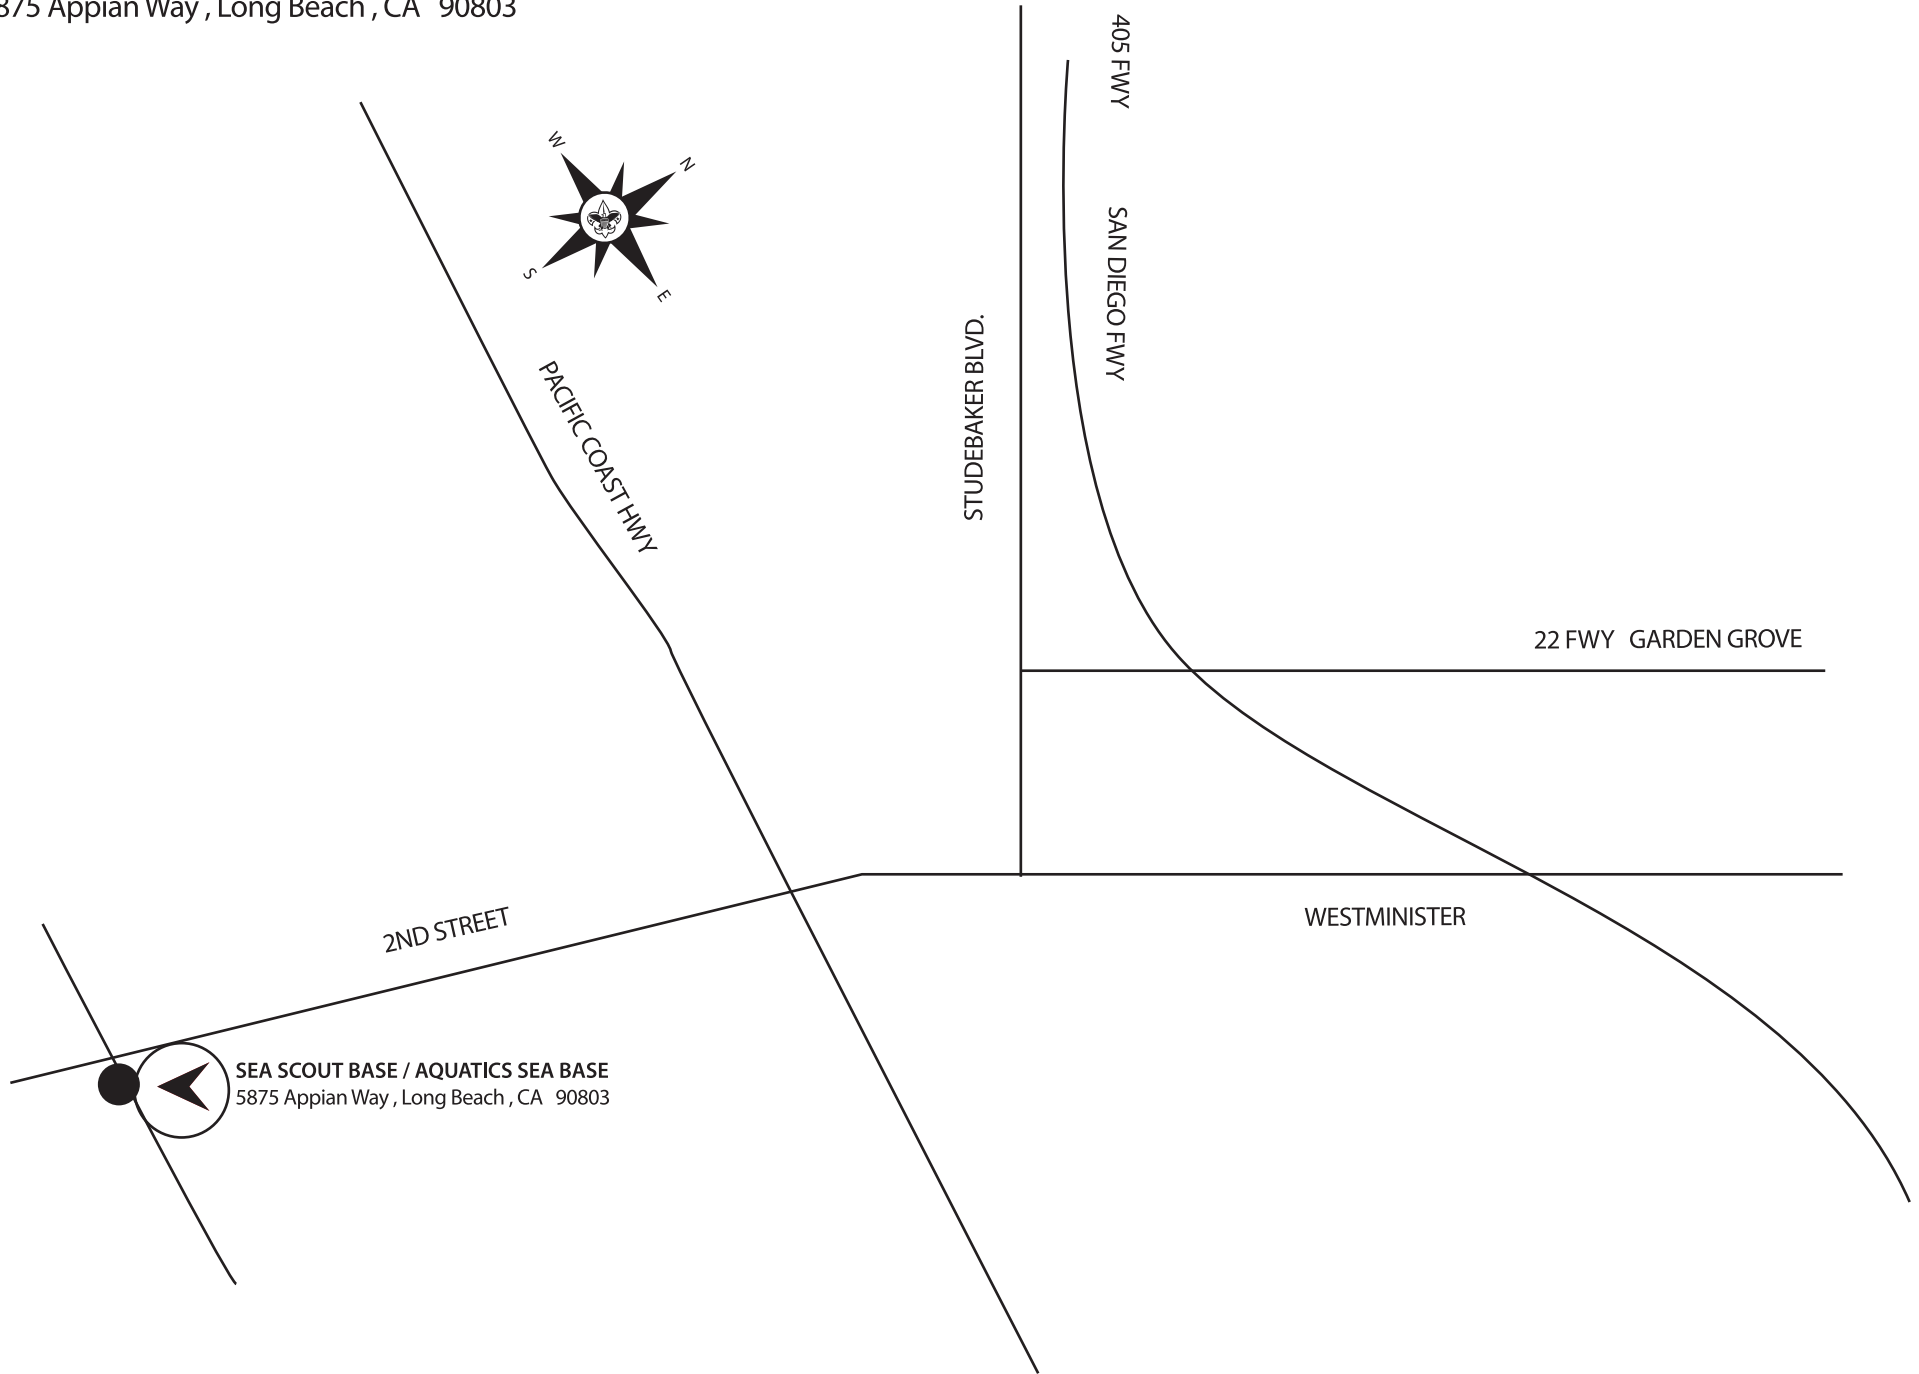 875 Appian Way , Long Beach , CA 90803
405 FWY
W
N
S
E
SAN DIEGO FWY
STUDEBAKER BLVD.
PACIFIC COAST HWY
22 FWY GARDEN GROVE
2ND STREET
WESTMINISTER
SEA SCOUT BASE / AQUATICS SEA BASE
5875 Appian Way , Long Beach , CA 90803